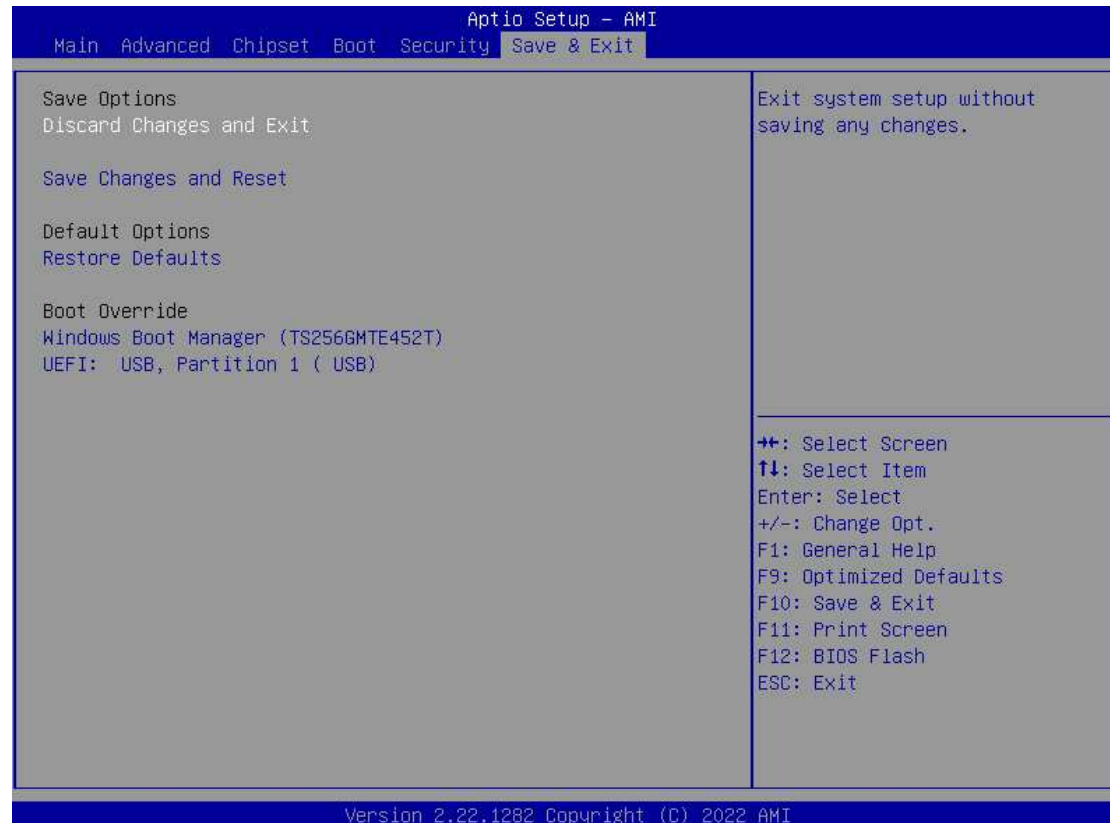 Aptio Setup – AMI
Main Advanced Chipset Boot Security Save & Exit
Save Options
Discard Changes and Exit
Save Changes and Reset
Default Options
Restore Defaults
Boot Override
Windows Boot Manager (TS256GMTE452T)
UEFI: USB, Partition 1 ( USB)
Exit system setup without
saving any changes.
→←: Select Screen
↑↓: Select Item
Enter: Select
+/-: Change Opt.
F1: General Help
F9: Optimized Defaults
F10: Save & Exit
F11: Print Screen
F12: BIOS Flash
ESC: Exit
Version 2.22.1282 Copyright (C) 2022 AMI